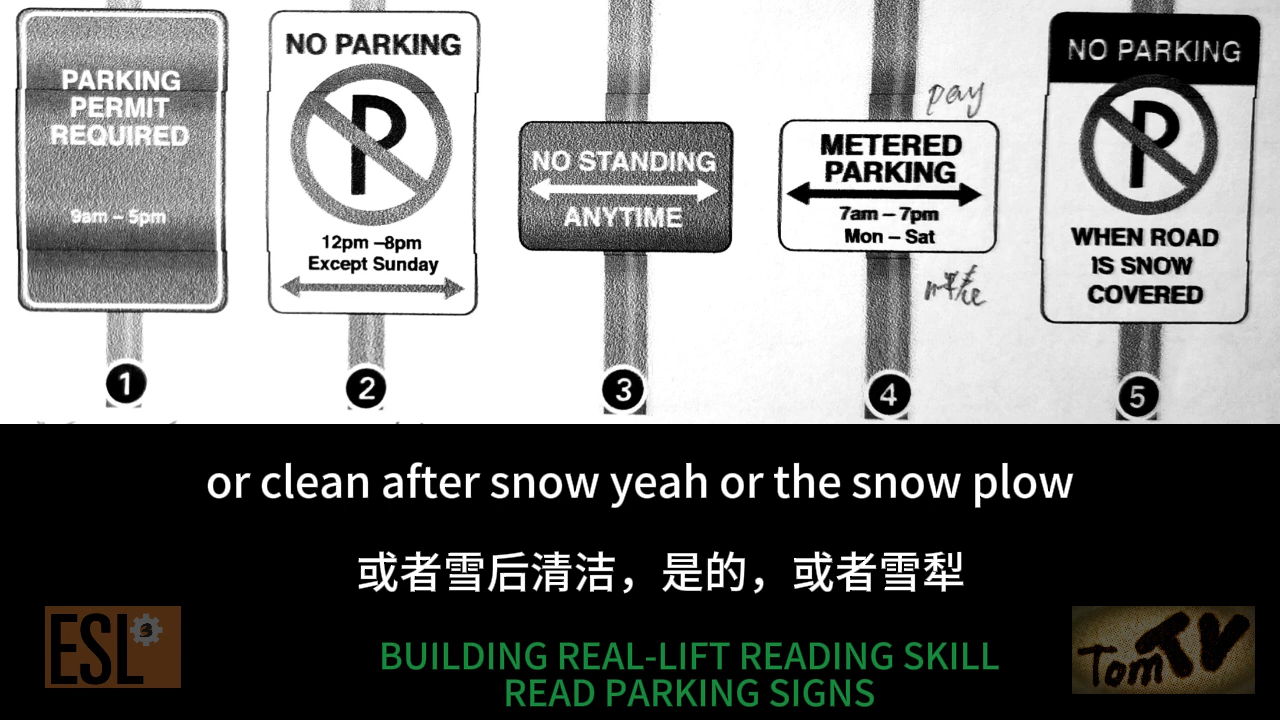 PARKING
PERMIT
REQUIRED
9am – 5pm
1
NO PARKING
P
12pm –8pm
Except Sunday
2
NO STANDING
ANYTIME
3
pay
METERED
PARKING
7am – 7pm
Mon – Sat
4
NO PARKING
P
WHEN ROAD
IS SNOW
COVERED
5
or clean after snow yeah or the snow plow
或者雪后清洁，是的，或者雪犁
ESL
BUILDING REAL-LIFT READING SKILL
READ PARKING SIGNS
Tom TV